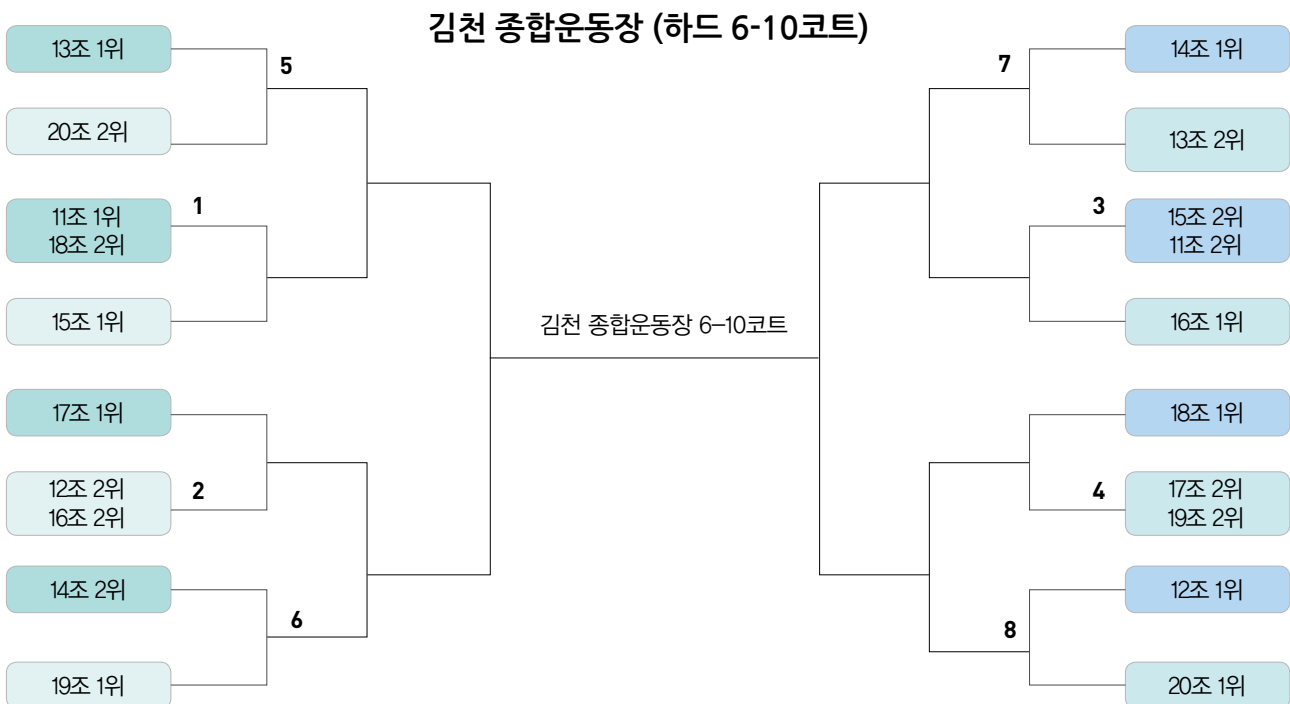 김천 종합운동장 (하드 6-10코트)
13조 1위
5
20조 2위
11조 1위
18조 2위
1
15조 1위
17조 1위
12조 2위
16조 2위
2
14조 2위
6
19조 1위
김천 종합운동장 6–10코트
7
14조 1위
13조 2위
3
15조 2위
11조 2위
16조 1위
18조 1위
4
17조 2위
19조 2위
12조 1위
8
20조 1위